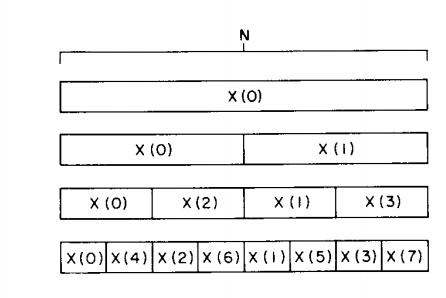 N
X(0)
X(0) X(1)
X(0) X(2) X(1) X(3)
X(0) X(4) X(2) X(6) X(1) X(5) X(3) X(7)